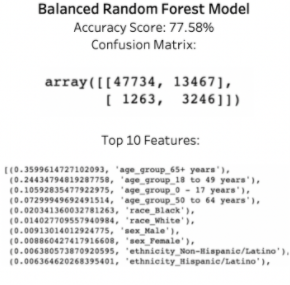 Balanced Random Forest Model
Accuracy Score: 77.58%
Confusion Matrix:
array([[47734, 13467],
[ 1263, 3246]])
Top 10 Features:
[(0.3599614727102093, 'age_group_65+ years'),
(0.24434794819287758, 'age_group_18 to 49 years'),
(0.10592835477922975, 'age_group_0 - 17 years'),
(0.07299949692491514, 'age_group_50 to 64 years'),
(0.020341360032781263, 'race_Black'),
(0.014027709557940984, 'race_White'),
(0.00913014012924775, 'sex_Male'),
(0.008860427417916608, 'sex_Female'),
(0.006380573870920595, 'ethnicity_Non-Hispanic/Latino'),
(0.006364620268395401, 'ethnicity_Hispanic/Latino'),